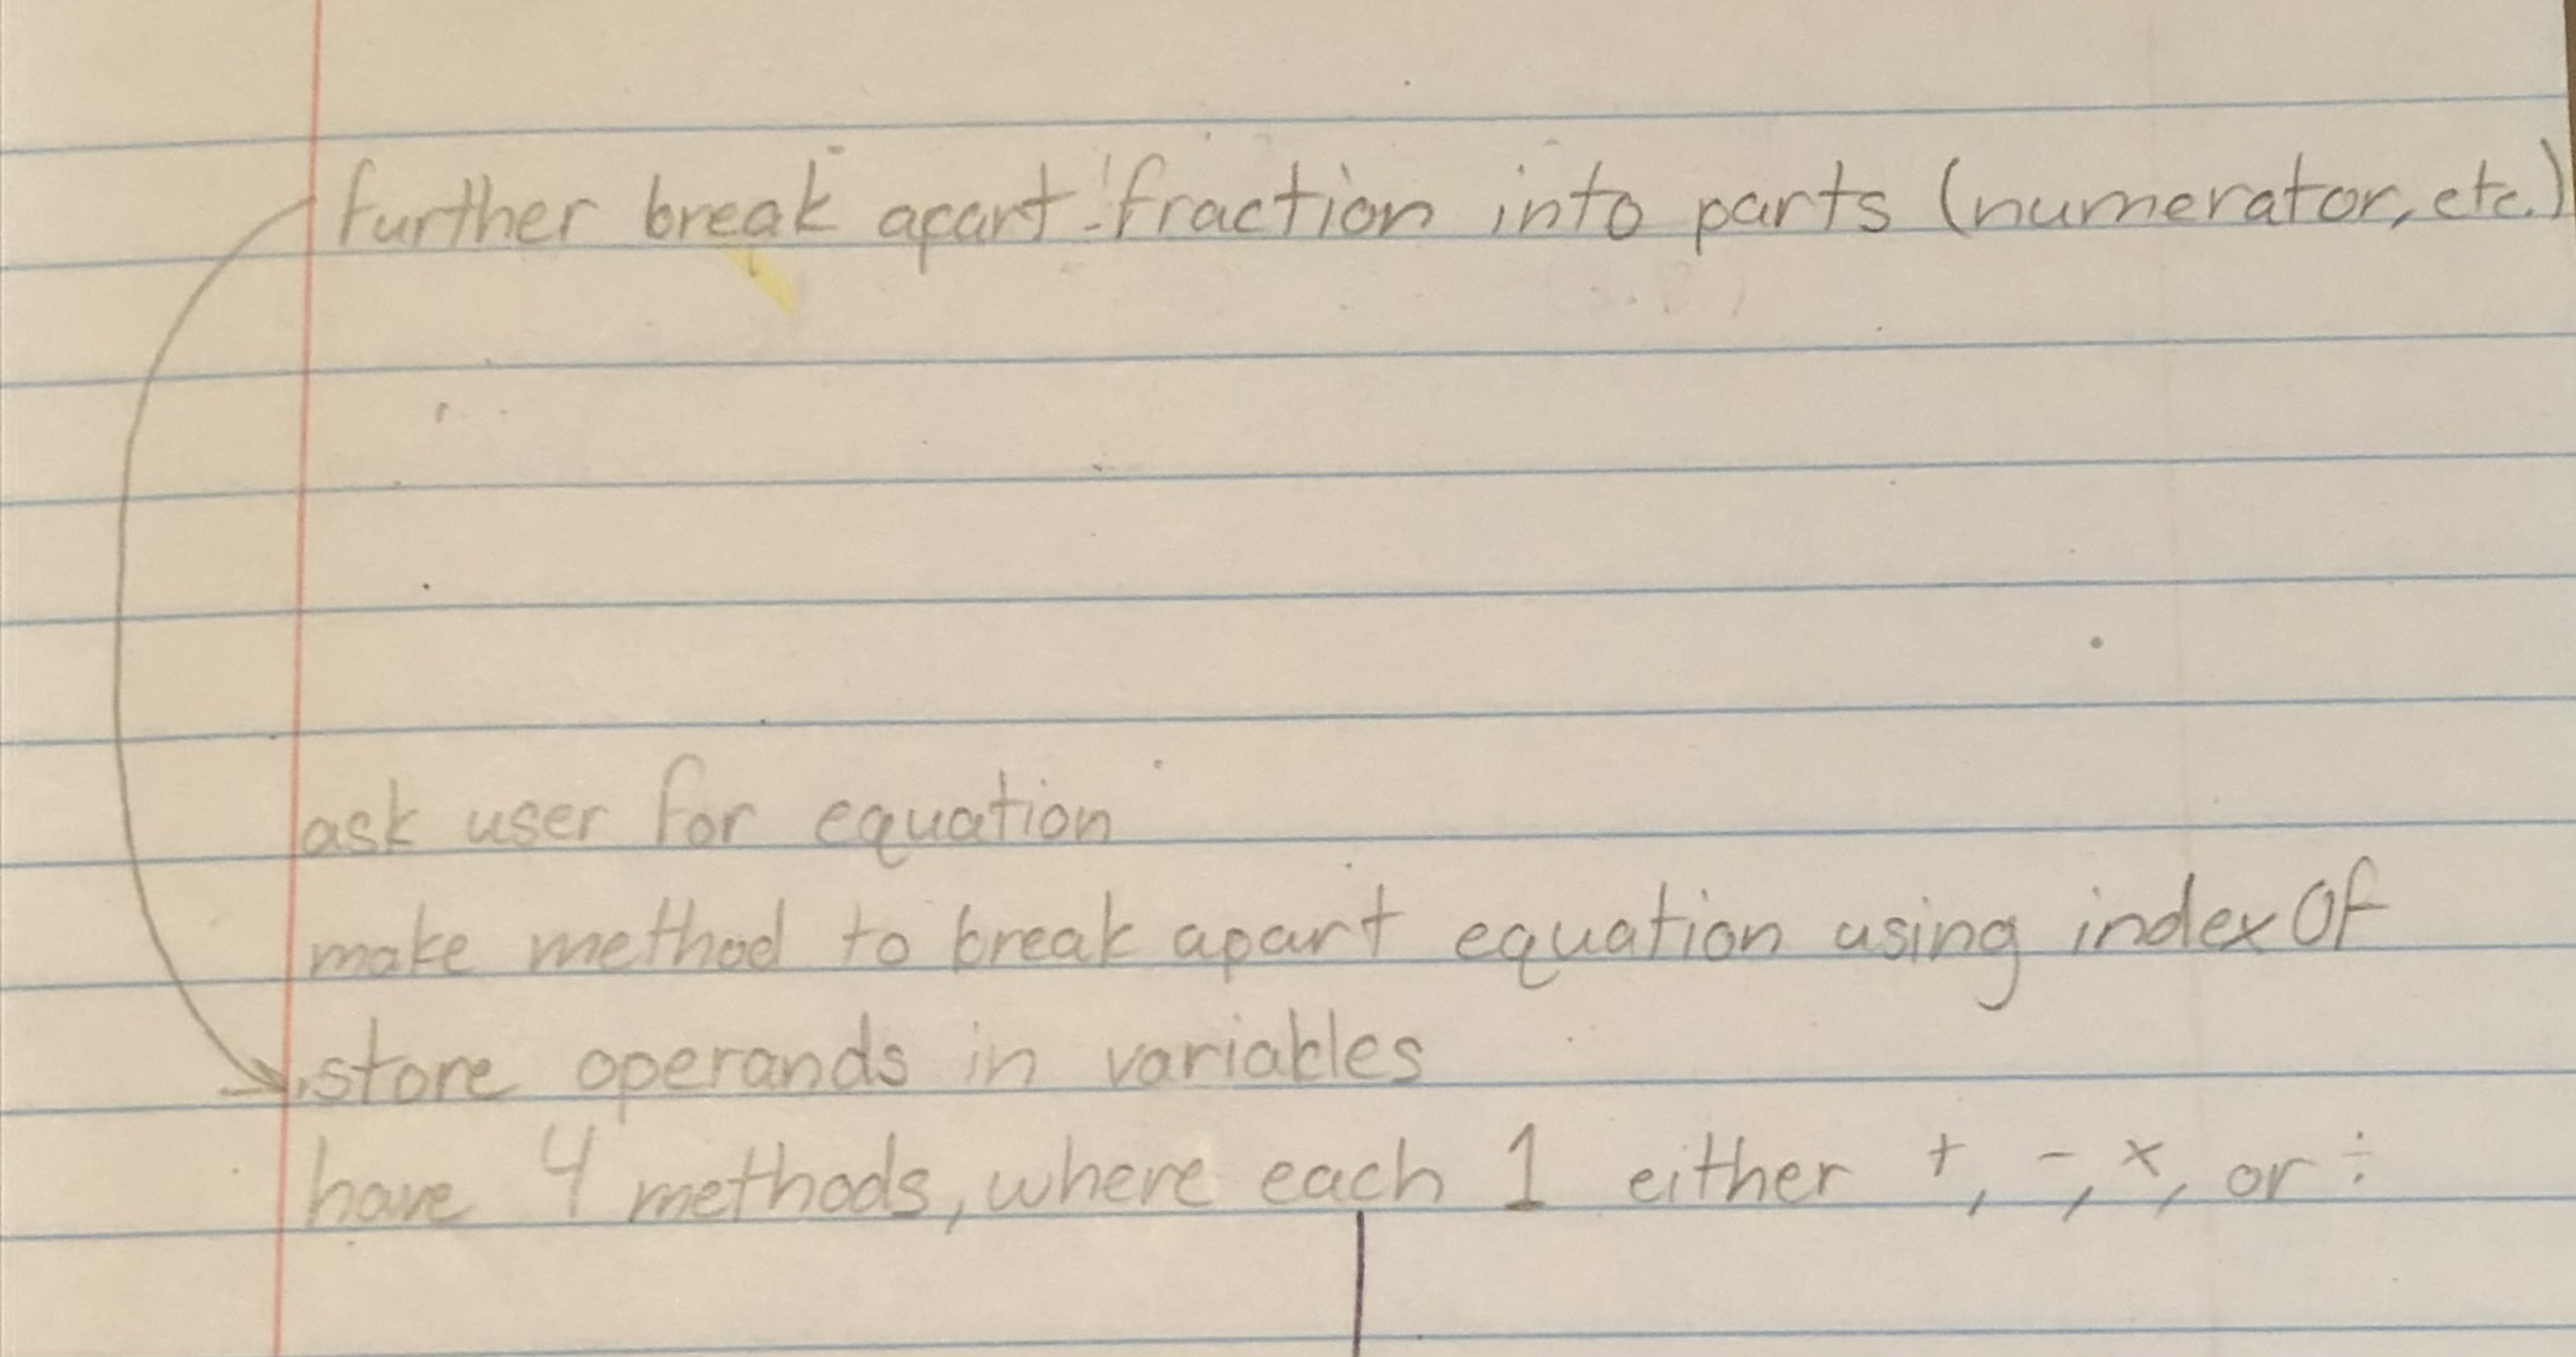 further break apart fraction into parts (numerator, etc.)
ask user for equation
make method to break apart equation using indexOf
store operands in variables
have 4 methods, where each 1 either +, -, ×, or ÷